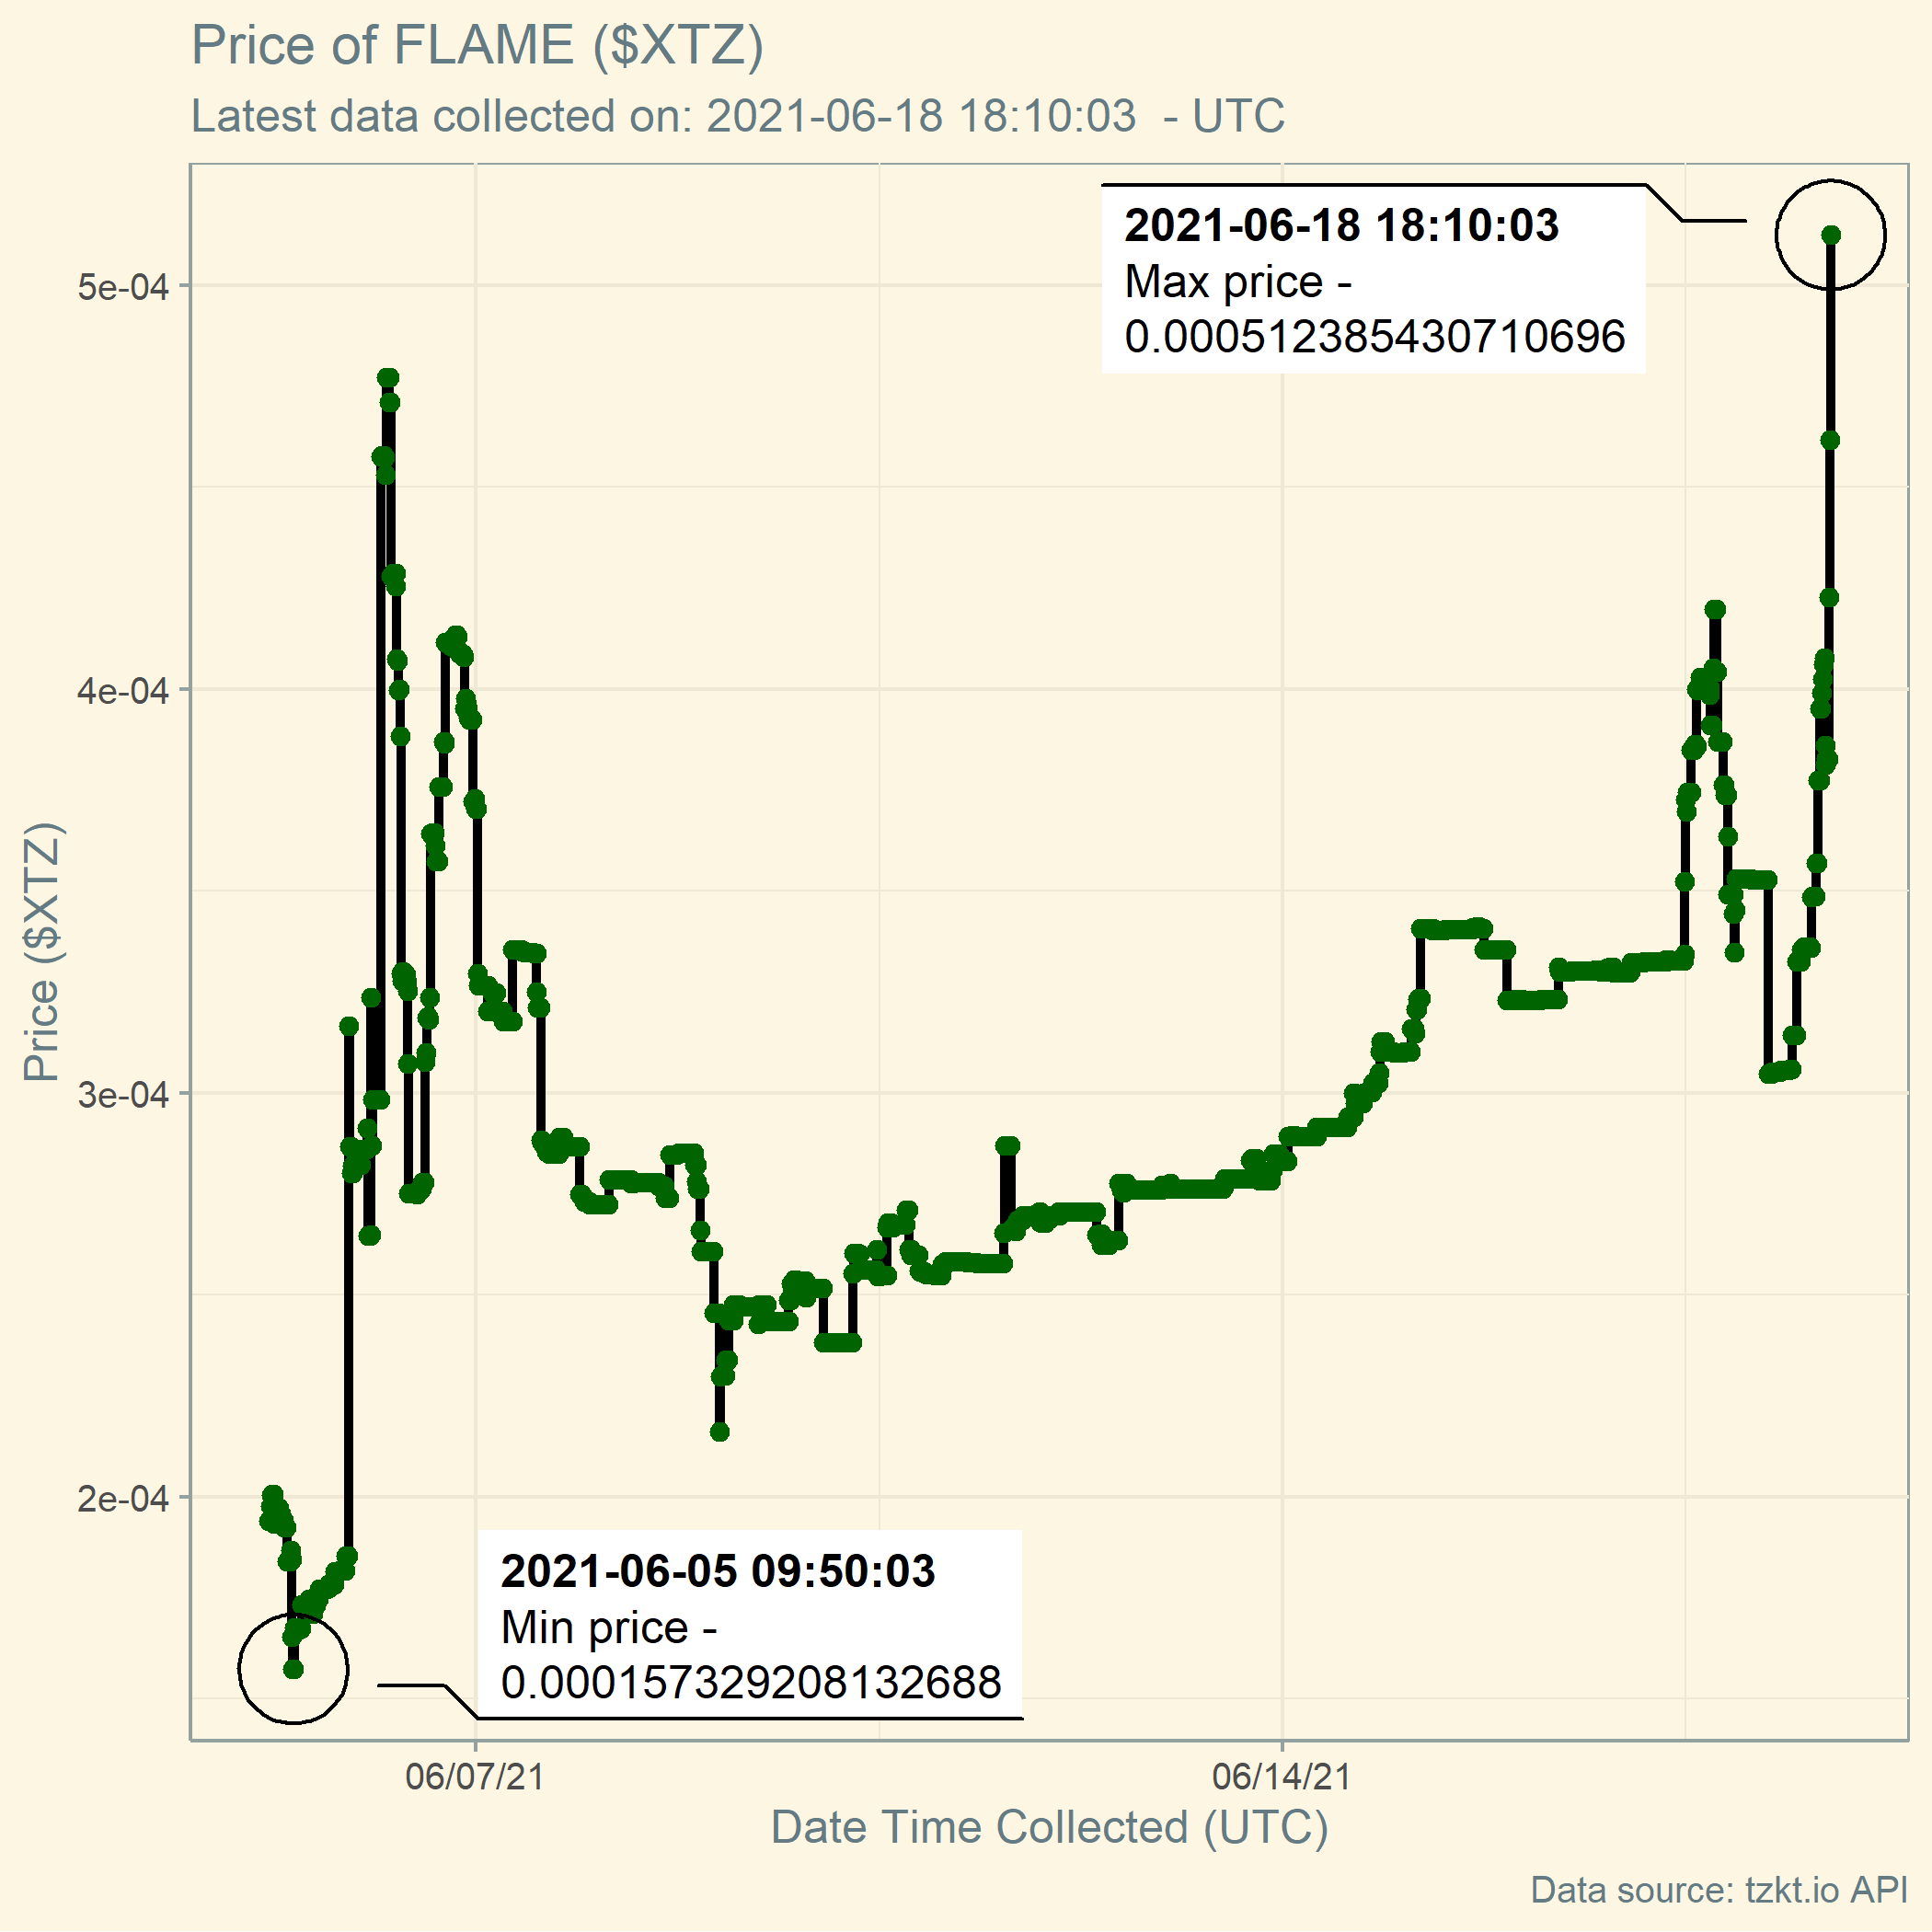 Price of FLAME ($XTZ)
Latest data collected on: 2021-06-18 18:10:03  - UTC
2021-06-18 18:10:03
Max price -
0.000512385430710696
5e-04
4e-04
Price ($XTZ)
3e-04
2e-04
2021-06-05 09:50:03
Min price -
0.000157329208132688
06/07/21
06/14/21
Date Time Collected (UTC)
Data source: tzkt.io API